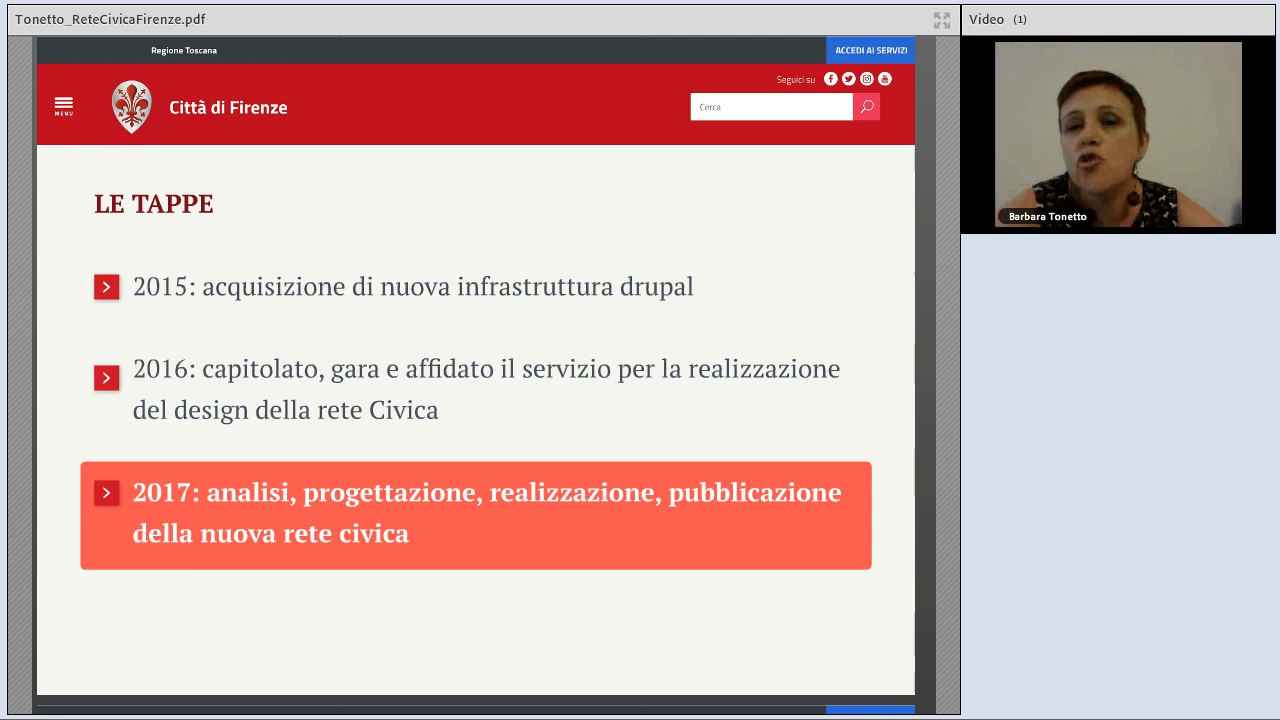 Tonetto_ReteCivicaFirenze.pdf
Video (1)
Regione Toscana
ACCEDI AI SERVIZI
Seguici su
MENU
Città di Firenze
Cerca
Barbara Tonetto
LE TAPPE
2015: acquisizione di nuova infrastruttura drupal
2016: capitolato, gara e affidato il servizio per la realizzazione
del design della rete Civica
2017: analisi, progettazione, realizzazione, pubblicazione
della nuova rete civica